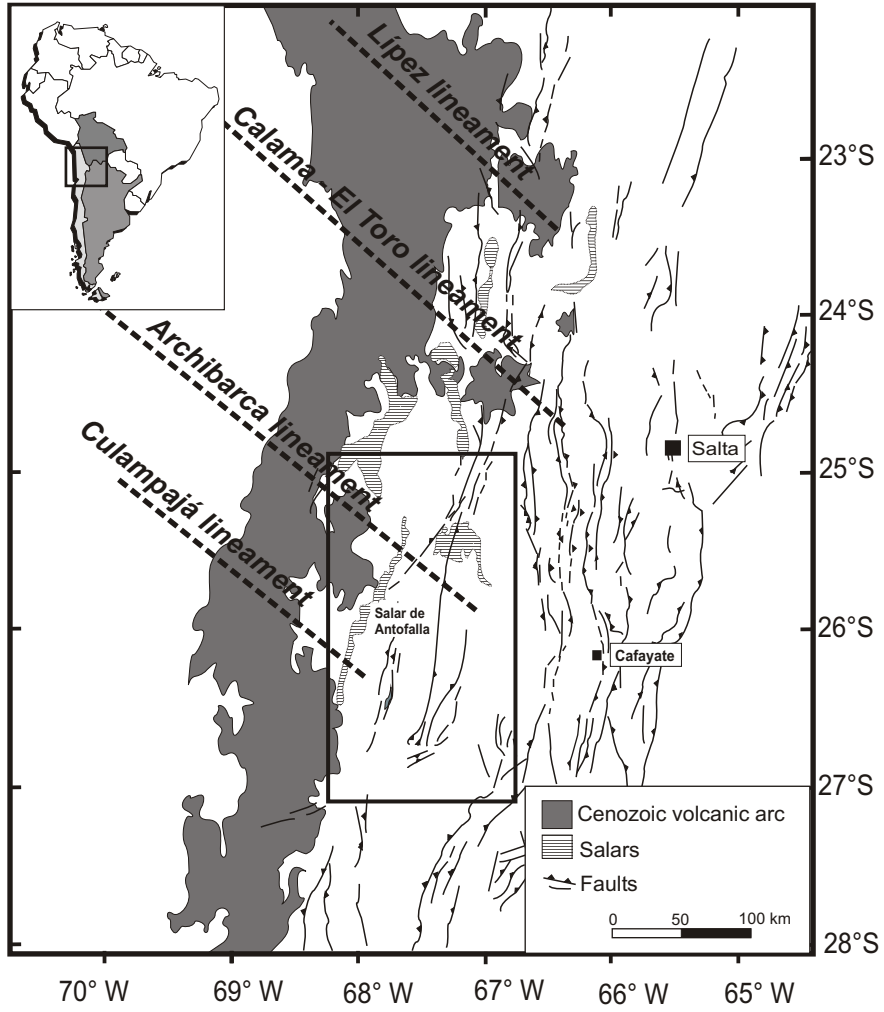 Lípez lineament
Calama - El Toro lineament
Archibarca lineament
Culampajá lineament
23°S
24°S
Salta
25°S
Salar de
Antofalla
26°S
Cafayate
27°S
Cenozoic volcanic arc
Salars
Faults
0 50 100 km
28°S
70° W 69° W 68° W 67° W 66° W 65° W